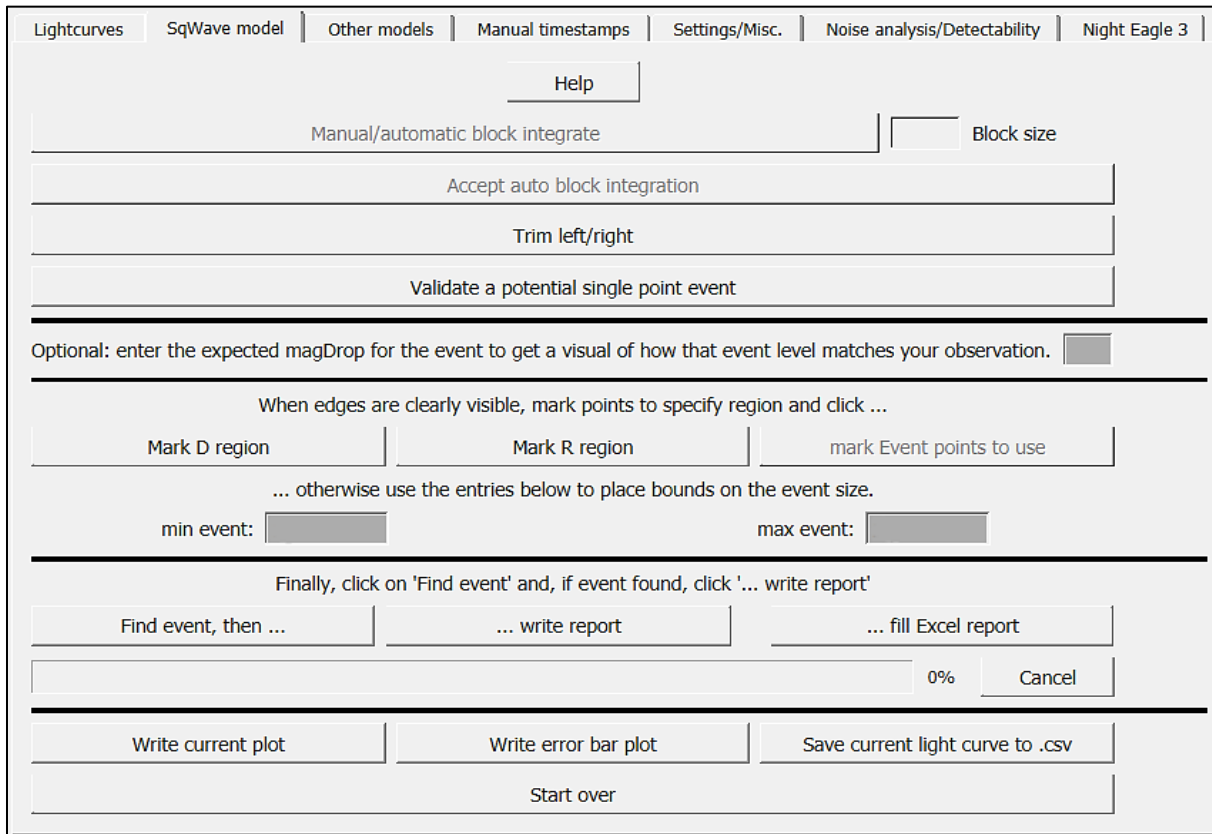 Lightcurves SqWave model Other models Manual timestamps Settings/Misc. Noise analysis/Detectability Night Eagle 3
Help
Manual/automatic block integrate Block size
Accept auto block integration
Trim left/right
Validate a potential single point event
Optional: enter the expected magDrop for the event to get a visual of how that event level matches your observation.
When edges are clearly visible, mark points to specify region and click ...
Mark D region Mark R region mark Event points to use
... otherwise use the entries below to place bounds on the event size.
min event: max event:
Finally, click on 'Find event' and, if event found, click '... write report'
Find event, then ... ... write report ... fill Excel report
0% Cancel
Write current plot Write error bar plot Save current light curve to .csv
Start over